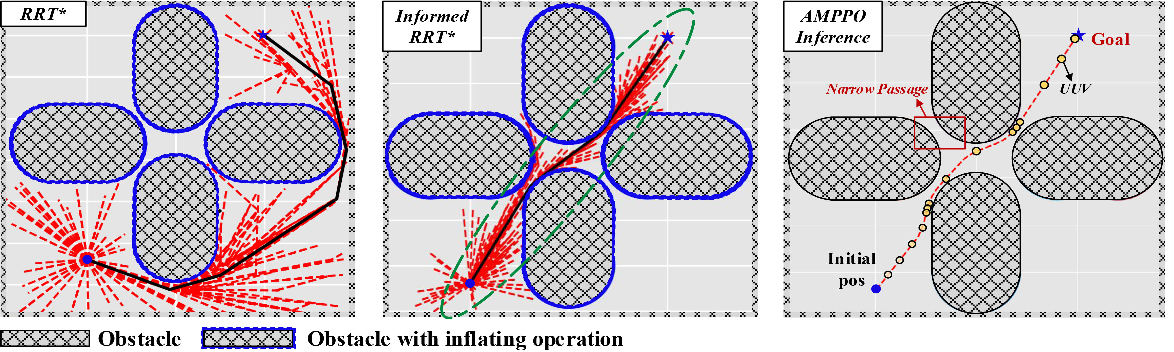 RRT*
Informed
RRT*
AMPPO
Inference
Goal
Narrow Passage
UUV
Initial
pos
Obstacle
Obstacle with inflating operation